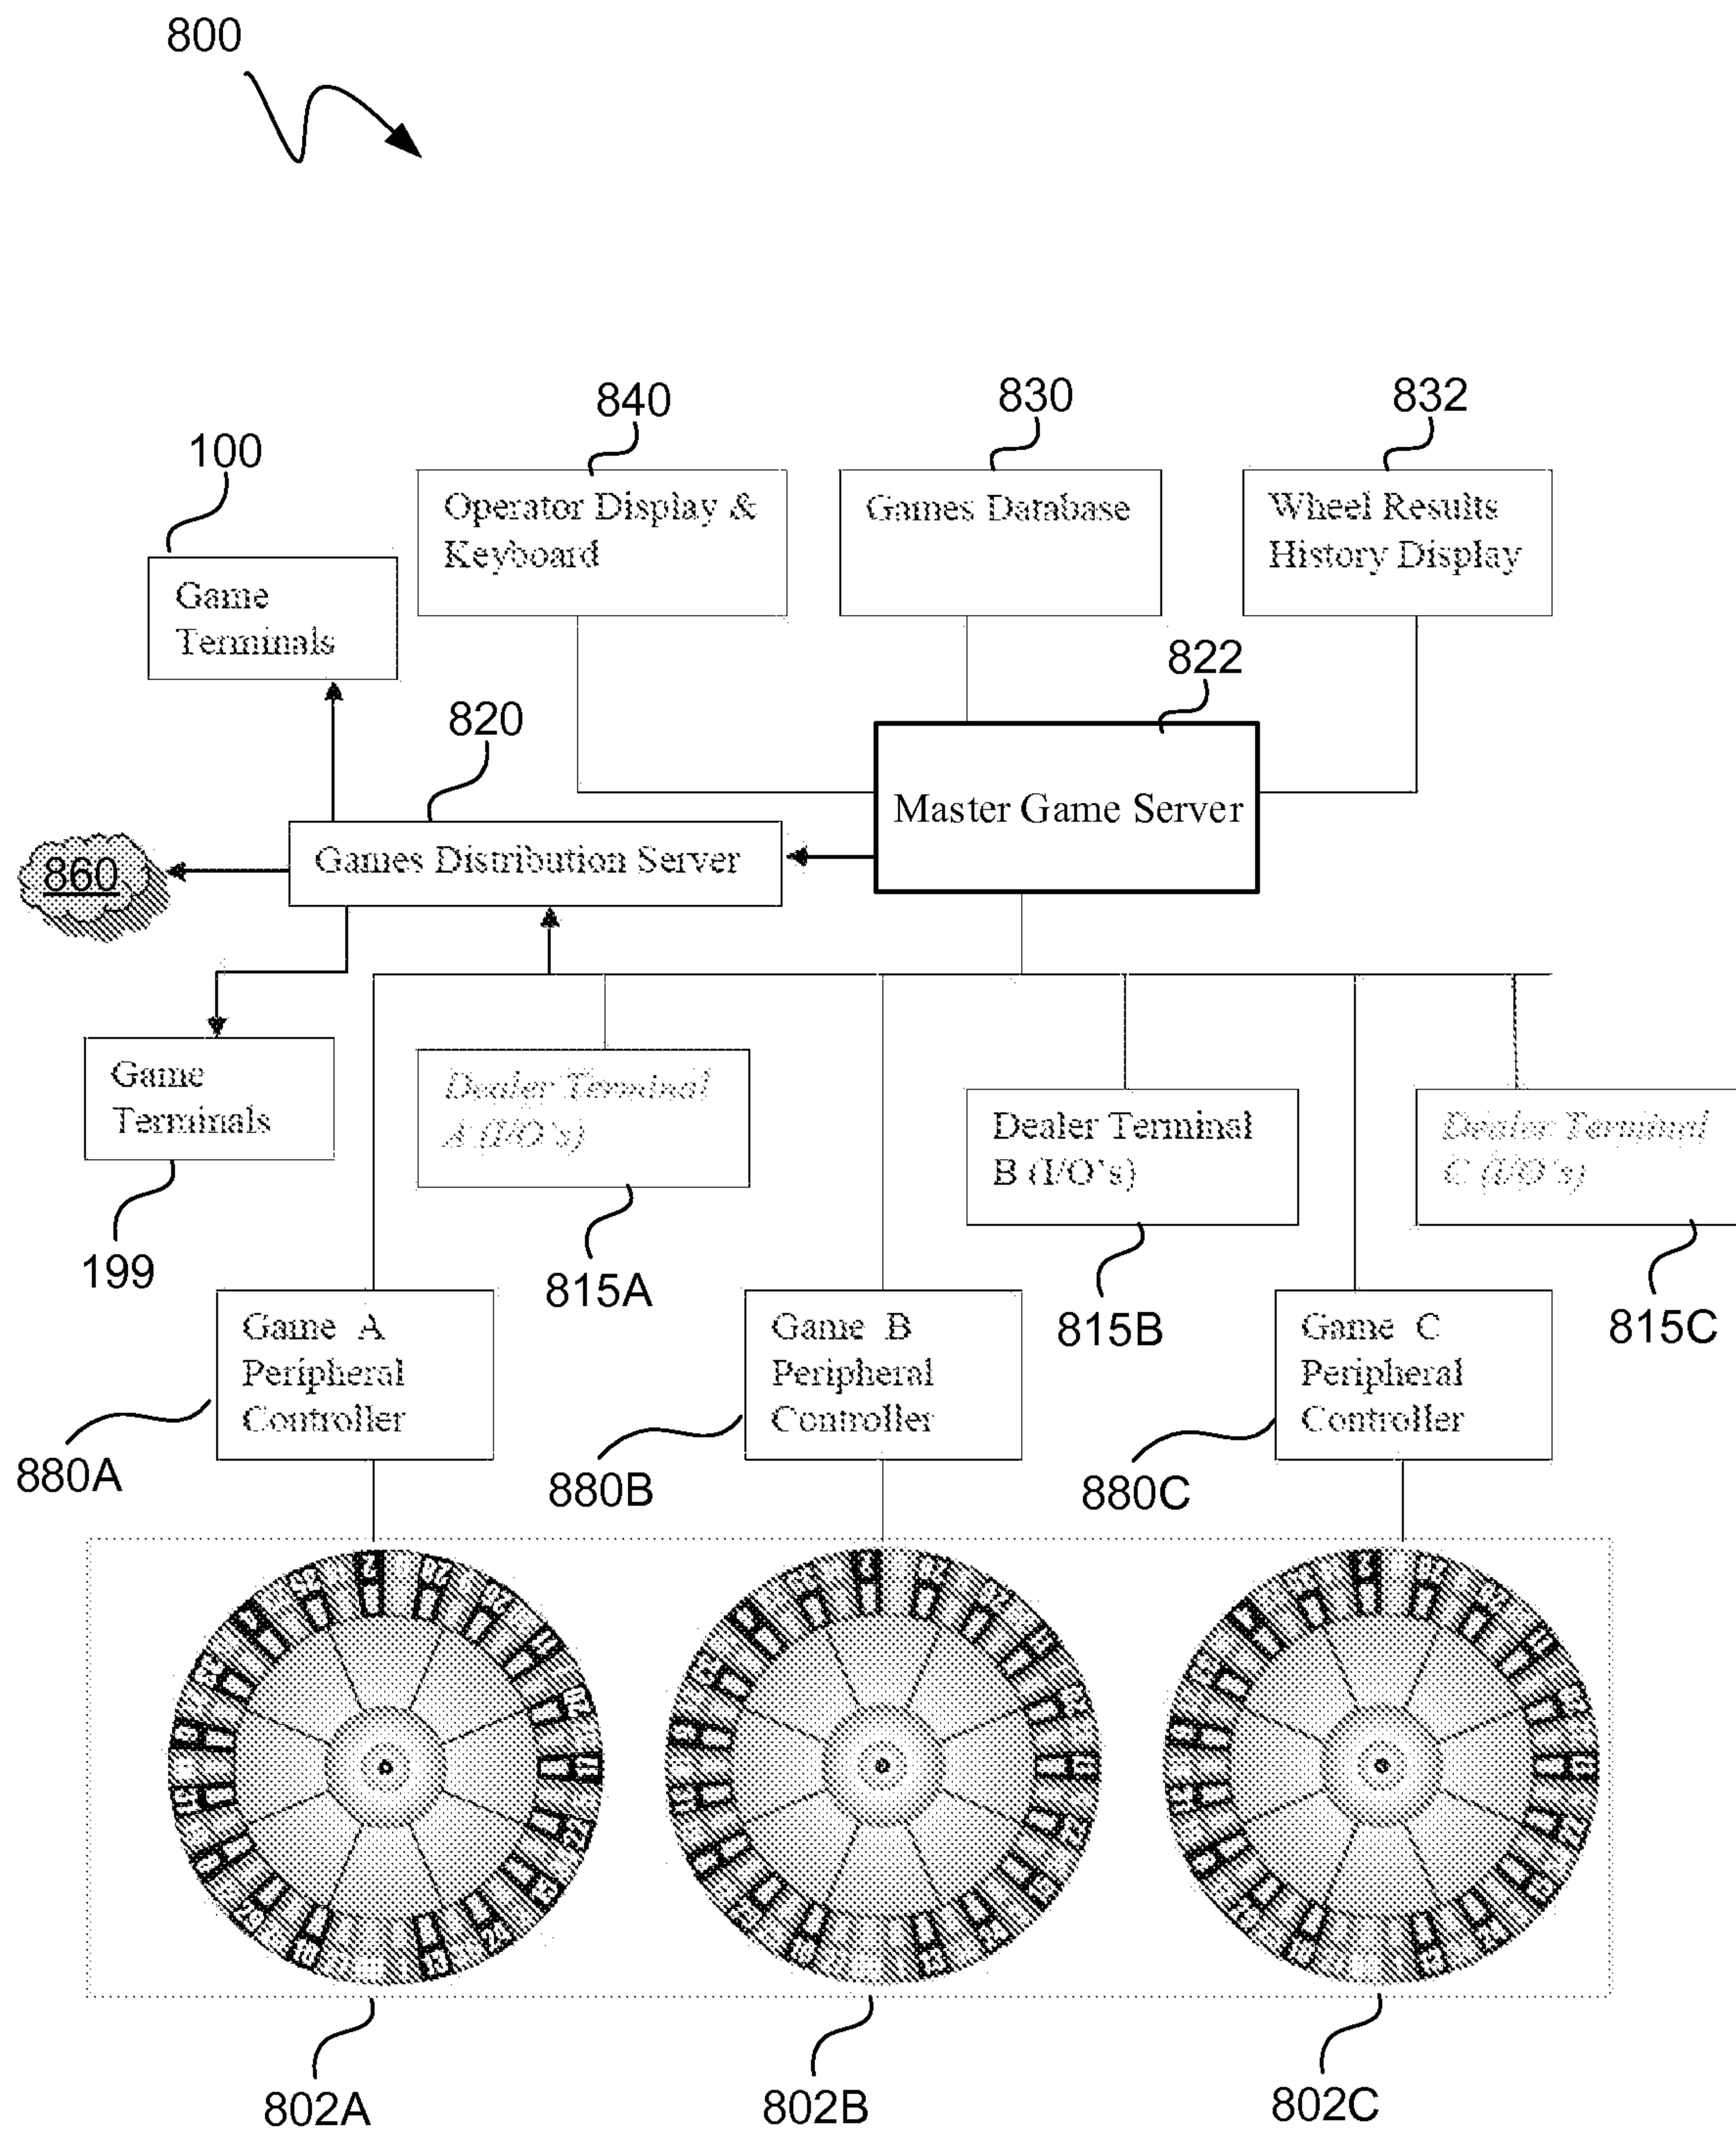 800
840
830
832
100
Operator Display &
Keyboard
Games Database
Wheel Results
History Display
Game
Terminals
822
820
Master Game Server
Games Distribution Server
860
Game
Terminals
Dealer Terminal
A (I/O's)
Dealer Terminal
B (I/O's)
Dealer Terminal
C (I/O's)
199
815A
815B
815C
Game A
Peripheral
Controller
Game B
Peripheral
Controller
Game C
Peripheral
Controller
880A
880B
880C
802A
802B
802C